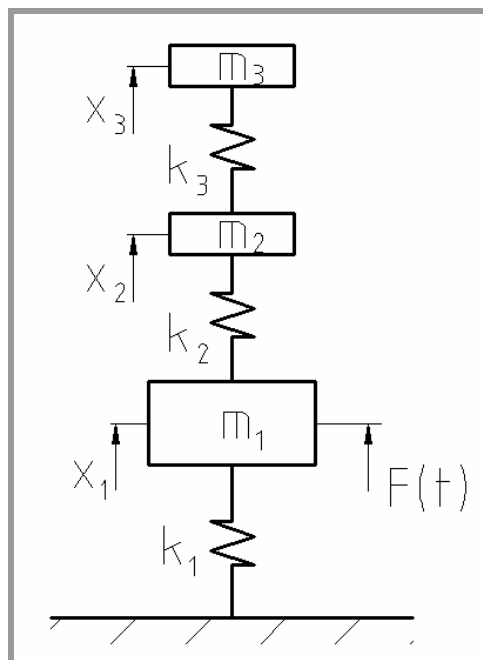 m₃
x₃
k₃
m₂
x₂
k₂
m₁
x₁
F(t)
k₁